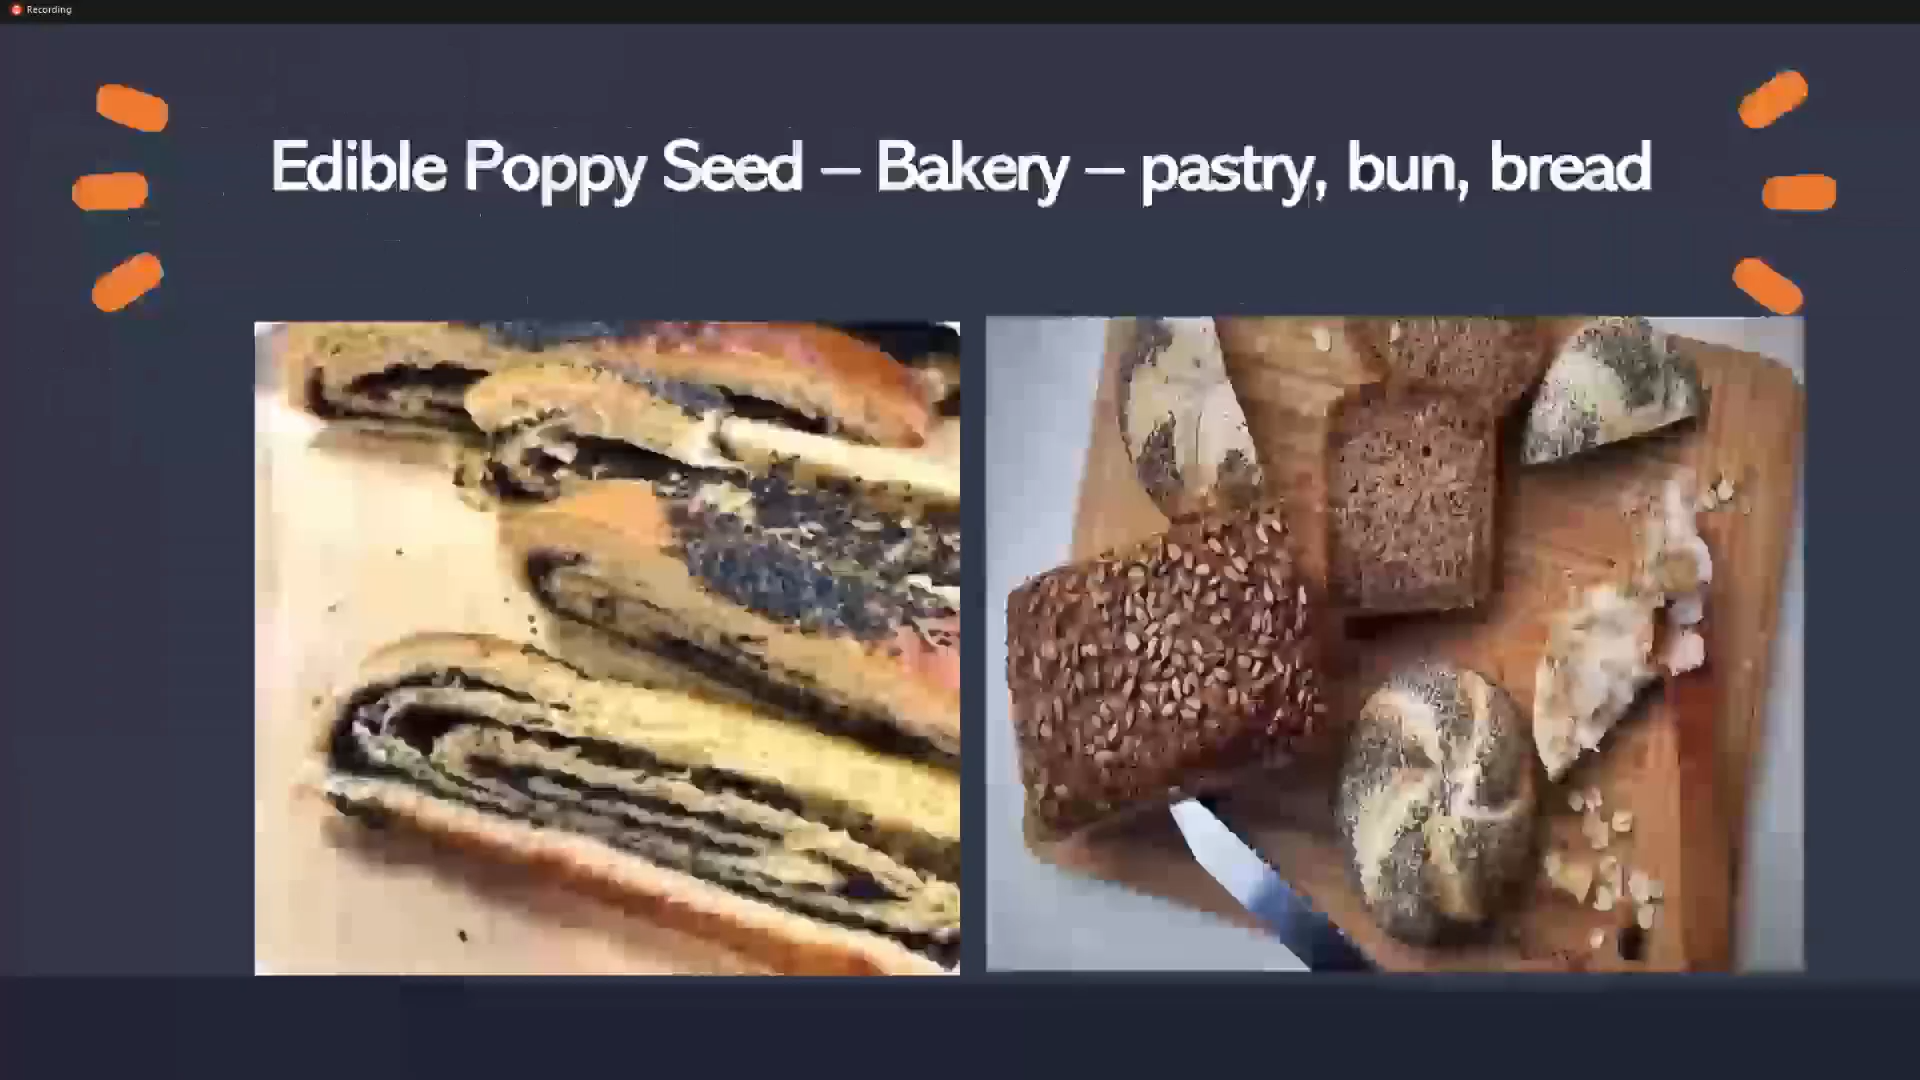 Recording
Edible Poppy Seed – Bakery – pastry, bun, bread